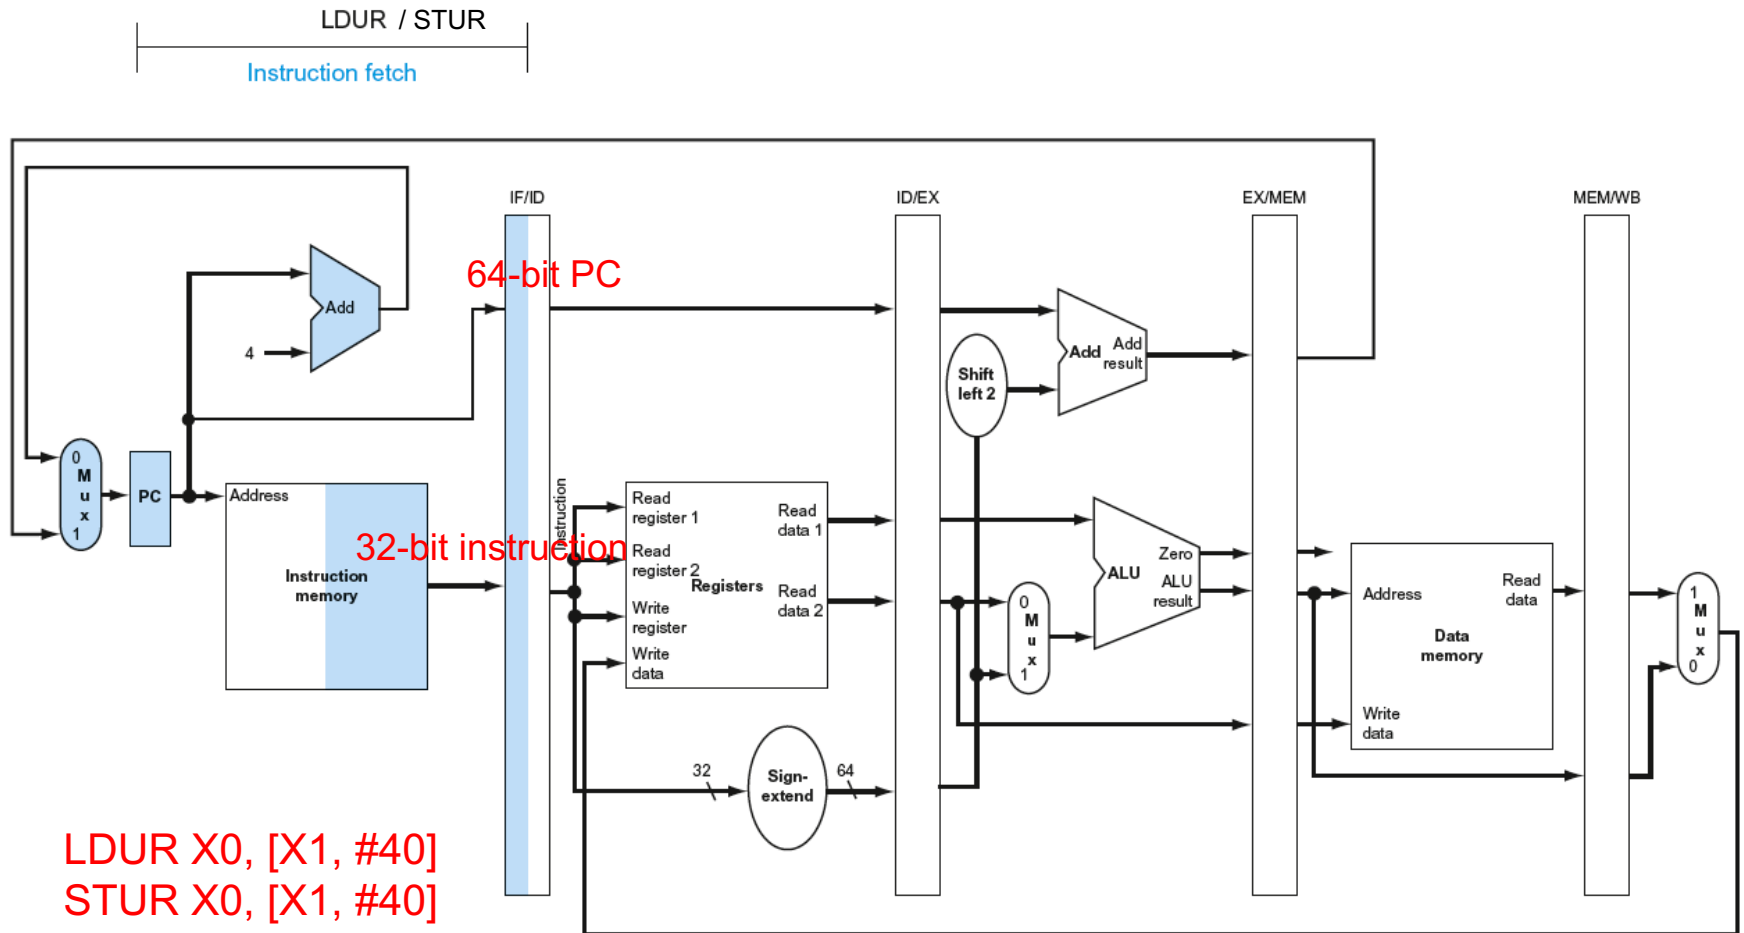 LDUR / STUR
Instruction fetch
IF/ID
ID/EX
EX/MEM
MEM/WB
64-bit PC
Add
4
Shift
left 2
Add
Add
result
0
M
u
x
1
PC
Address
Instruction
memory
32-bit instruction
Instruction
Read
register 1
Read
register 2
Write
register
Write
data
Registers
Read
data 1
Read
data 2
0
M
u
x
1
ALU
Zero
ALU
result
Address
Read
data
Data
memory
Write
data
1
M
u
x
0
32
Sign-
extend
64
LDUR X0, [X1, #40]
STUR X0, [X1, #40]